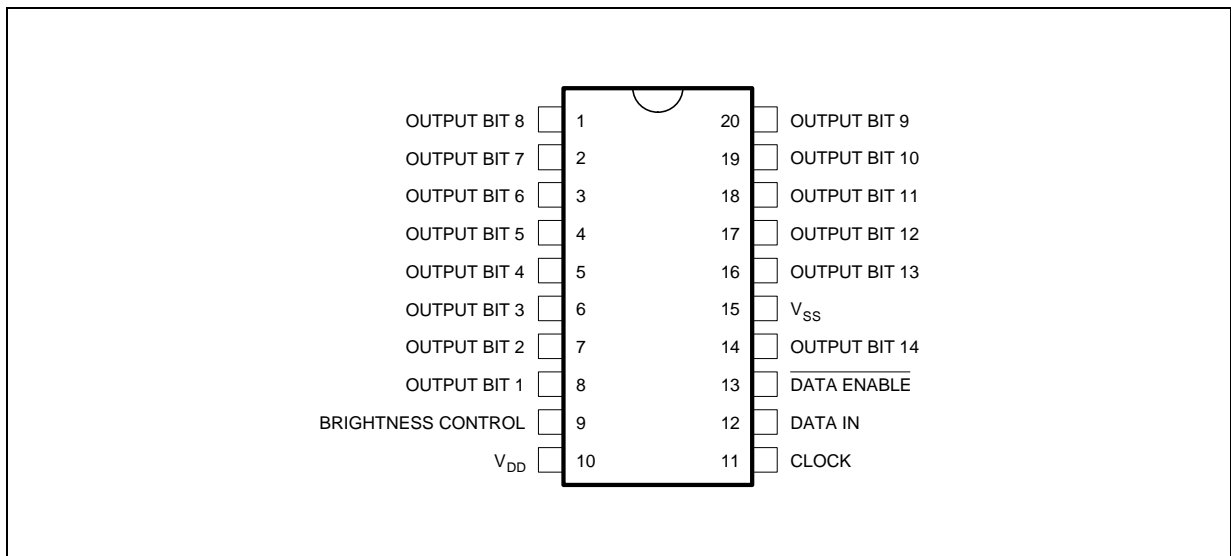 OUTPUT BIT 8 1 20 OUTPUT BIT 9
OUTPUT BIT 7 2 19 OUTPUT BIT 10
OUTPUT BIT 6 3 18 OUTPUT BIT 11
OUTPUT BIT 5 4 17 OUTPUT BIT 12
OUTPUT BIT 4 5 16 OUTPUT BIT 13
OUTPUT BIT 3 6 15 VSS
OUTPUT BIT 2 7 14 OUTPUT BIT 14
OUTPUT BIT 1 8 13 DATA ENABLE
BRIGHTNESS CONTROL 9 12 DATA IN
VDD 10 11 CLOCK